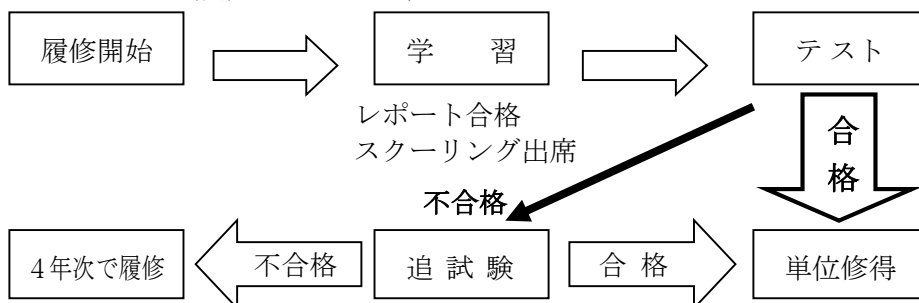 履修開始
学　　習
テスト
レポート合格
スクーリング出席
合格
不合格
４年次で履修
不合格
追 試 験
合 格
単位修得